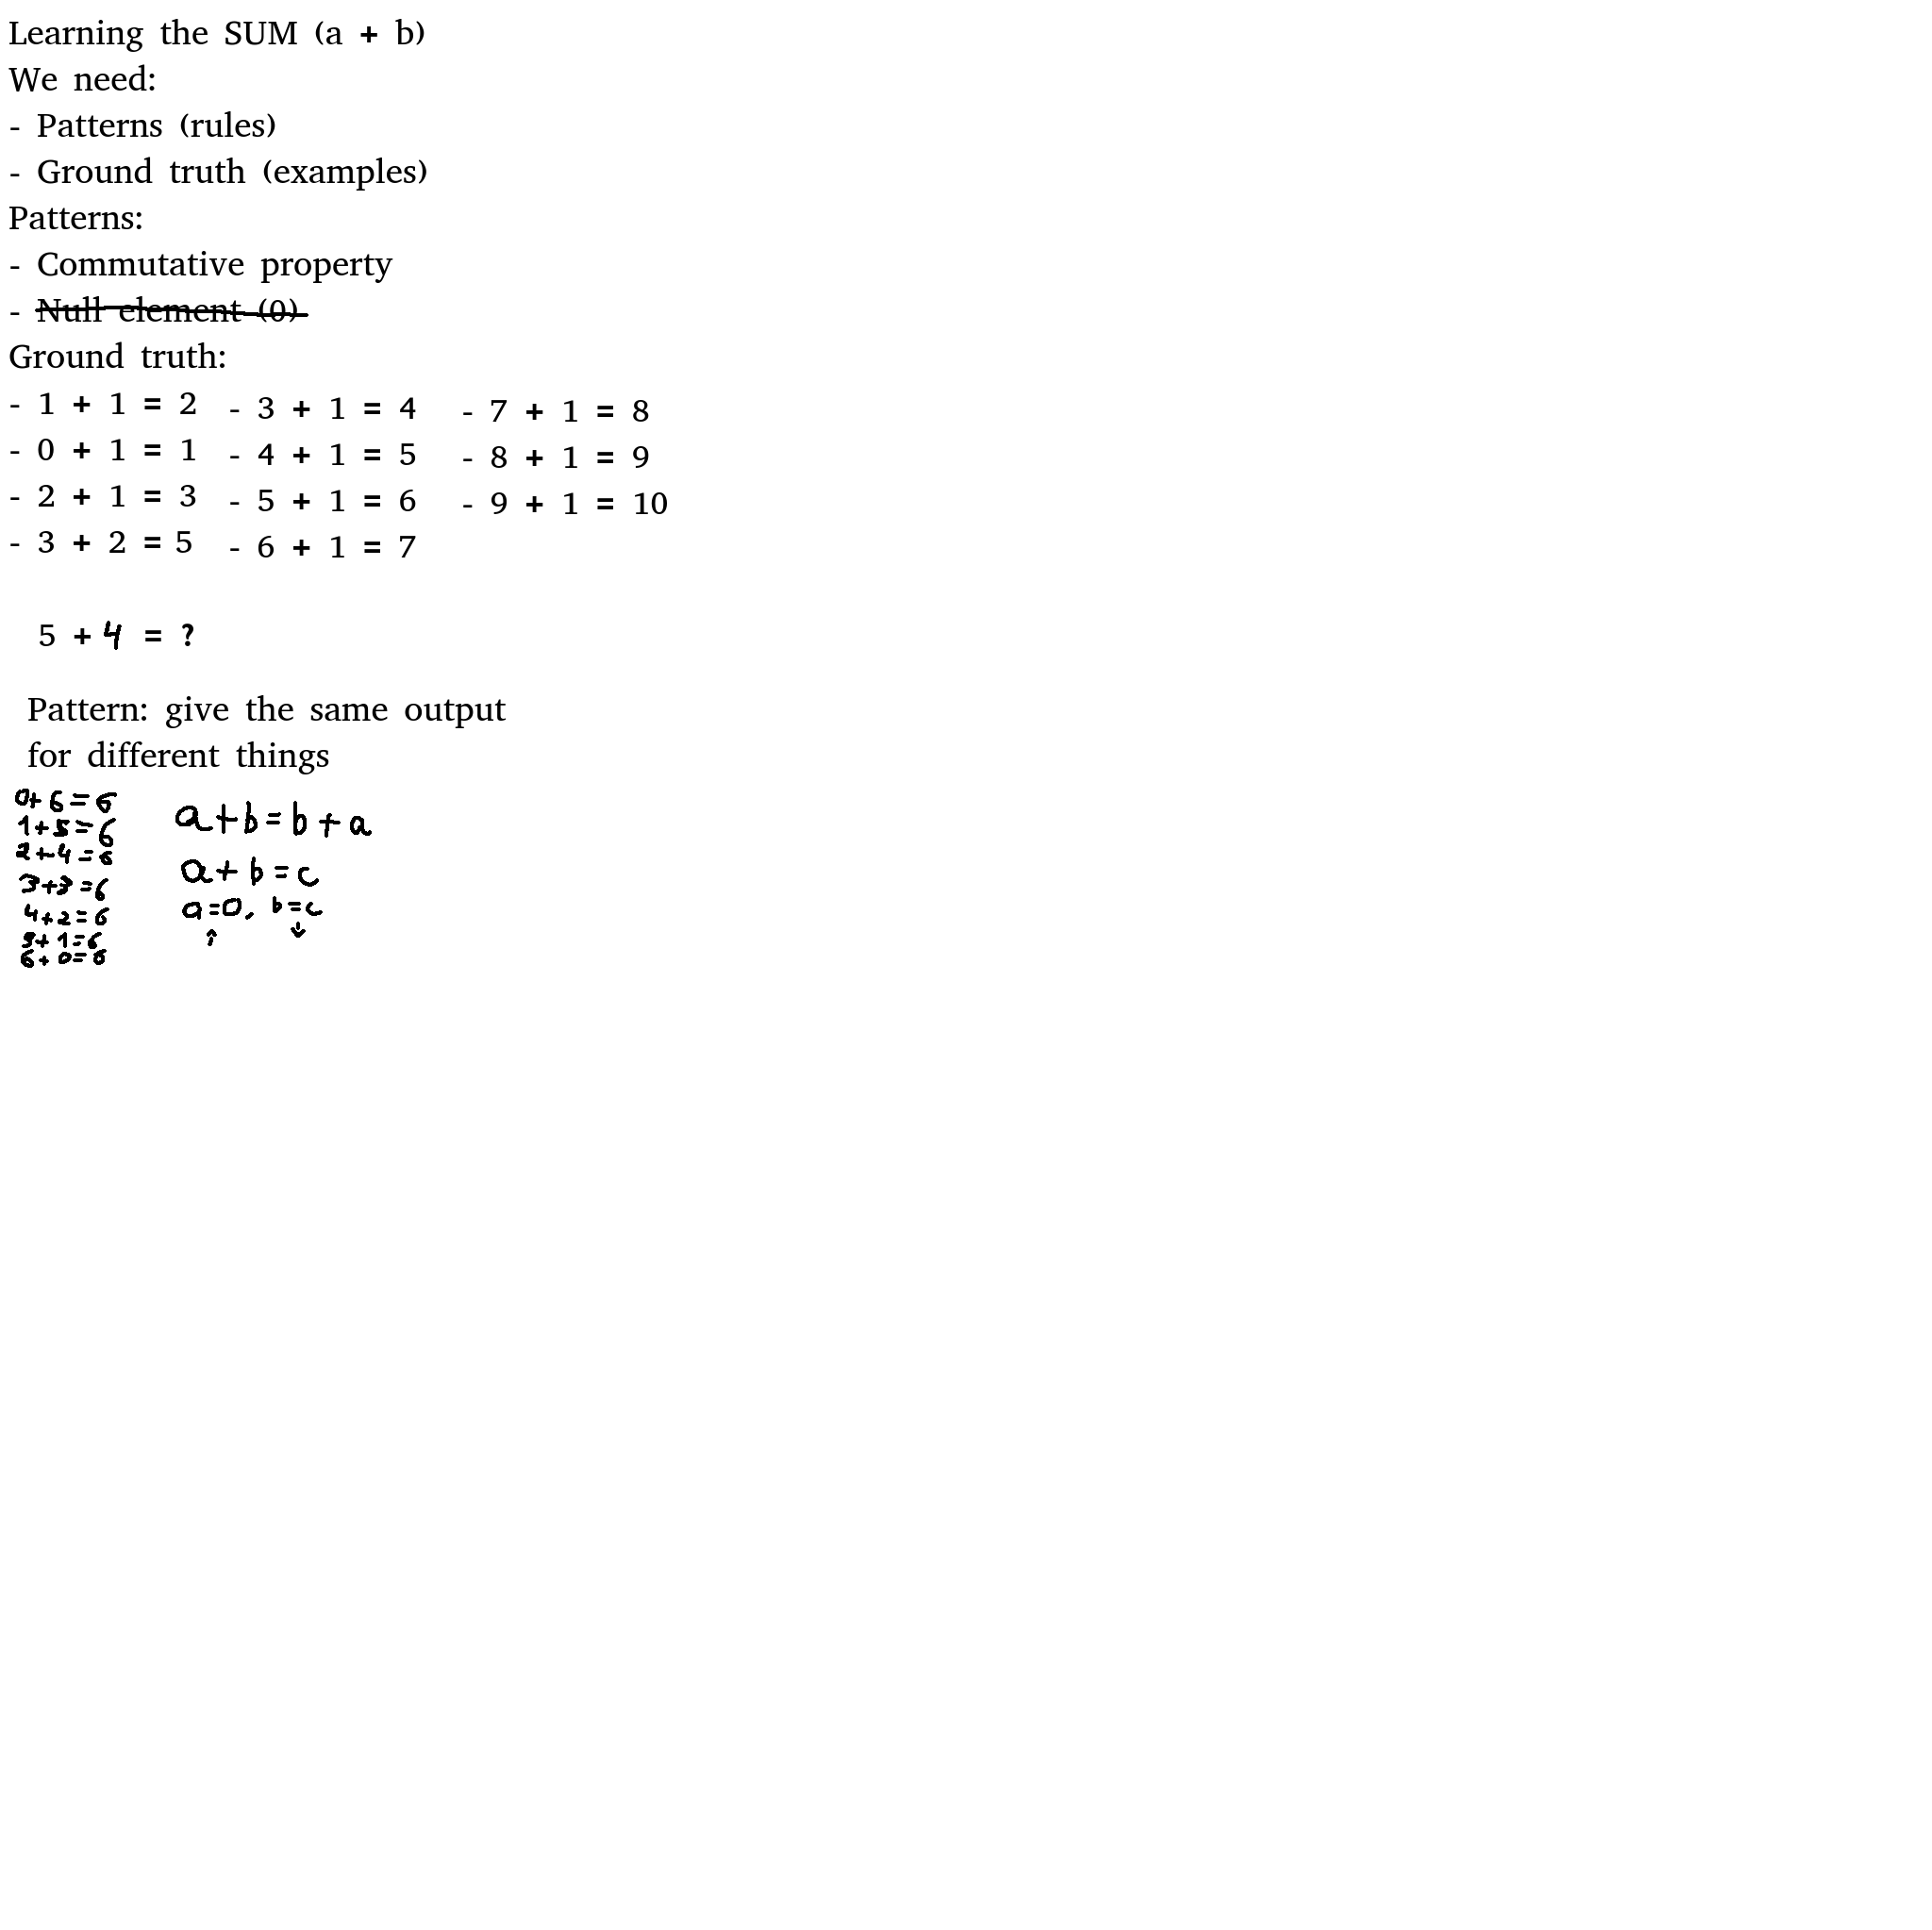 Learning the SUM (a + b)
We need:
- Patterns (rules)
- Ground truth (examples)
Patterns:
- Commutative property
- Null element (0)
Ground truth:
- 1 + 1 = 2
- 0 + 1 = 1
- 2 + 1 = 3
- 3 + 2 = 5
- 3 + 1 = 4
- 4 + 1 = 5
- 5 + 1 = 6
- 6 + 1 = 7
- 7 + 1 = 8
- 8 + 1 = 9
- 9 + 1 = 10
5 + 4 = ?
Pattern: give the same output
for different things
0+6=6
1+5=6
2+4=6
3+3=6
4+2=6
5+1=6
6+0=6
a+b=b+a
a+b=c
a=0, b=c
↑ ↓